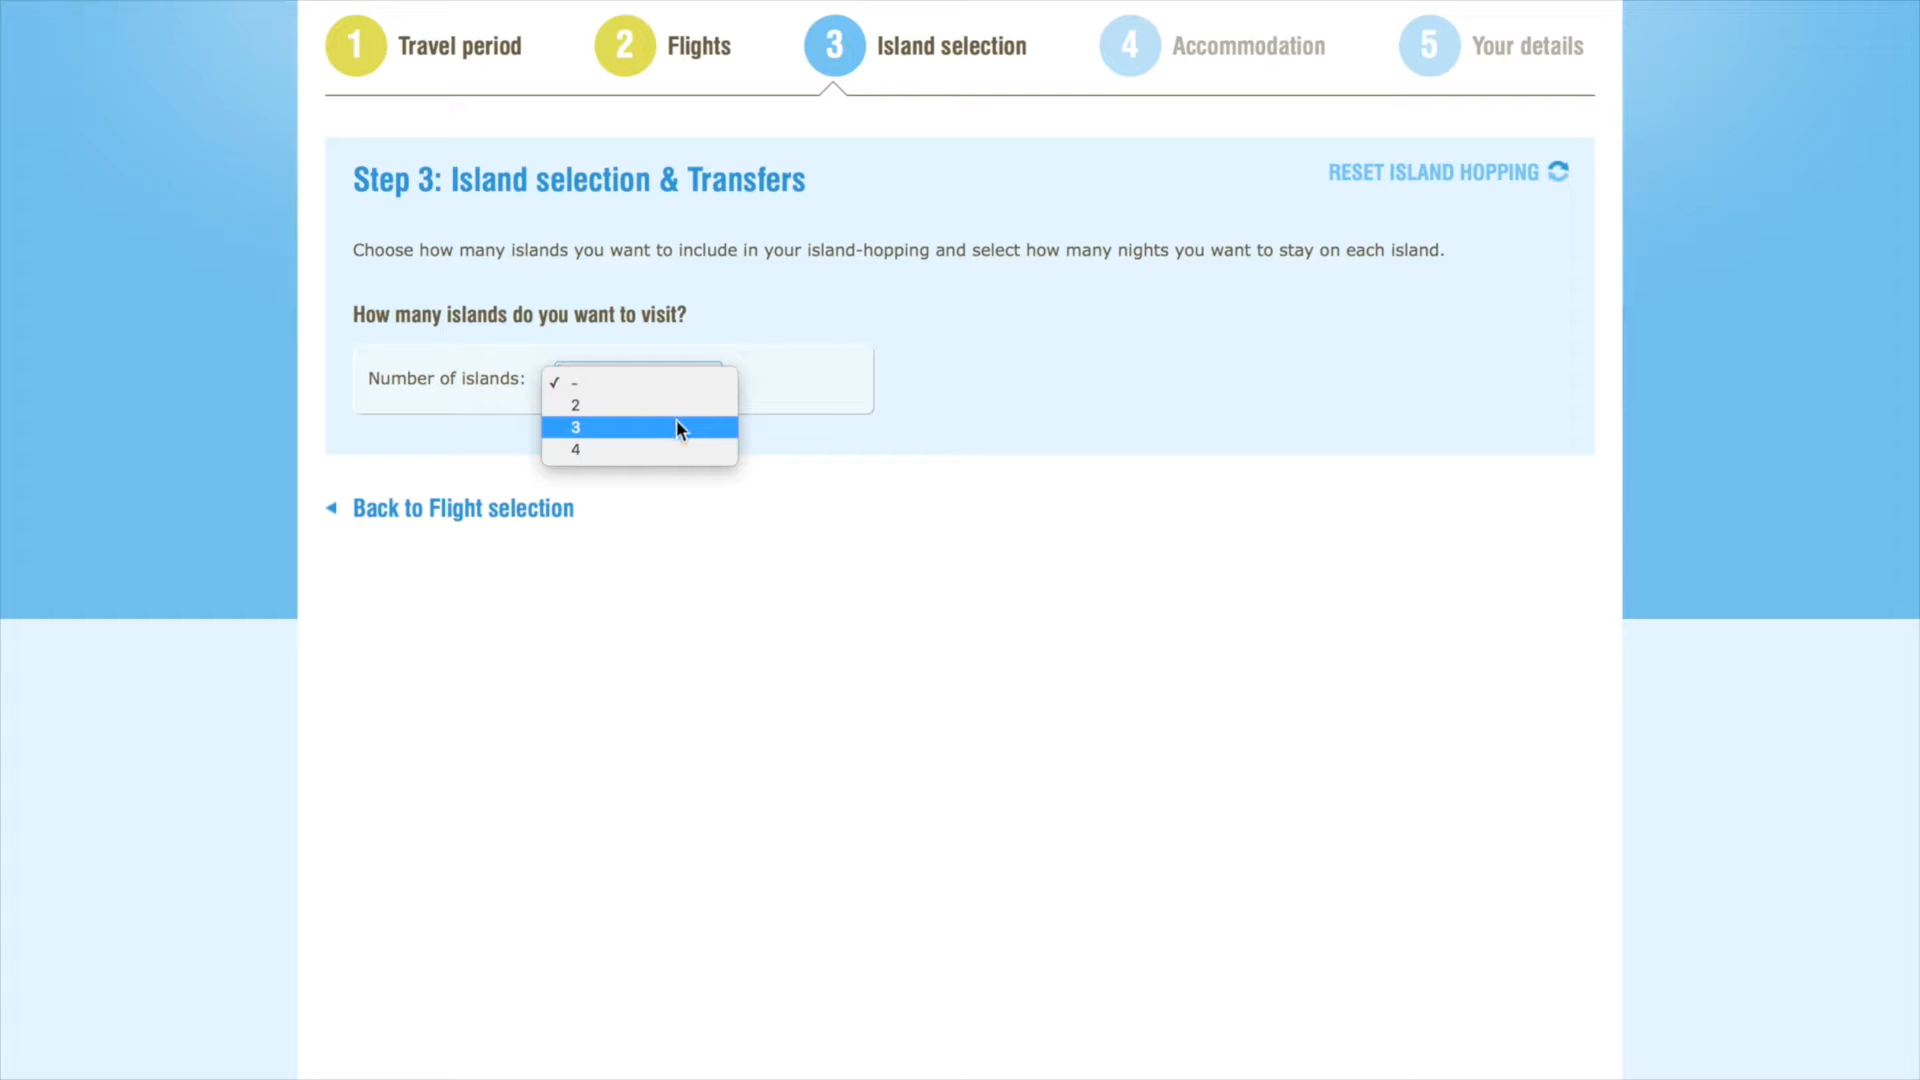 1 Travel period 2 Flights 3 Island selection 4 Accommodation 5 Your details
Step 3: Island selection & Transfers
RESET ISLAND HOPPING
Choose how many islands you want to include in your island-hopping and select how many nights you want to stay on each island.
How many islands do you want to visit?
Number of islands:
✓ -
2
3
4
Back to Flight selection